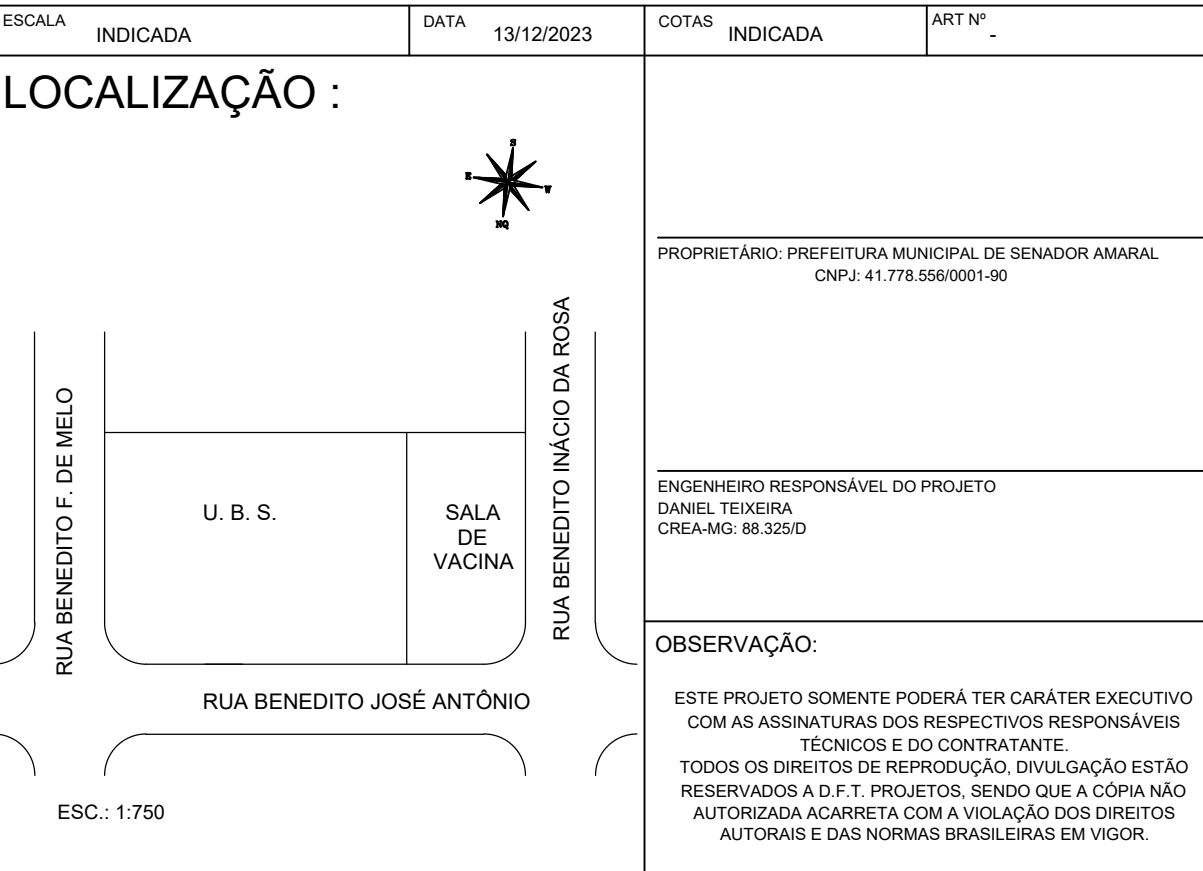 ESCALA
INDICADA
DATA
13/12/2023
COTAS
INDICADA
ART Nº
-
LOCALIZAÇÃO :
S
E
W
NQ
RUA BENEDITO F. DE MELO
U. B. S.
SALA
DE
VACINA
RUA BENEDITO INÁCIO DA ROSA
RUA BENEDITO JOSÉ ANTÔNIO
ESC.: 1:750
PROPRIETÁRIO: PREFEITURA MUNICIPAL DE SENADOR AMARAL
CNPJ: 41.778.556/0001-90
ENGENHEIRO RESPONSÁVEL DO PROJETO
DANIEL TEIXEIRA
CREA-MG: 88.325/D
OBSERVAÇÃO:
ESTE PROJETO SOMENTE PODERÁ TER CARÁTER EXECUTIVO
COM AS ASSINATURAS DOS RESPECTIVOS RESPONSÁVEIS
TÉCNICOS E DO CONTRATANTE.
TODOS OS DIREITOS DE REPRODUÇÃO, DIVULGAÇÃO ESTÃO
RESERVADOS A D.F.T. PROJETOS, SENDO QUE A CÓPIA NÃO
AUTORIZADA ACARRETA COM A VIOLAÇÃO DOS DIREITOS
AUTORAIS E DAS NORMAS BRASILEIRAS EM VIGOR.